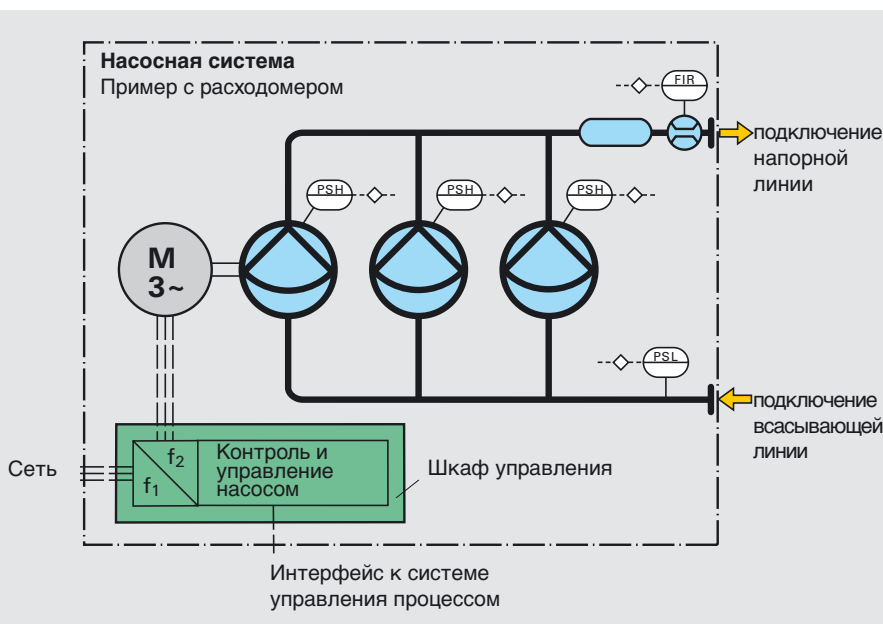 Насосная система
Пример с расходомером
FIR
подключение
напорной
линии
PSH
PSH
PSH
M
3~
PSL
подключение
всасывающей
линии
f2
f1
Контроль и
управление
насосом
Сеть
Шкаф управления
Интерфейс к системе
управления процессом